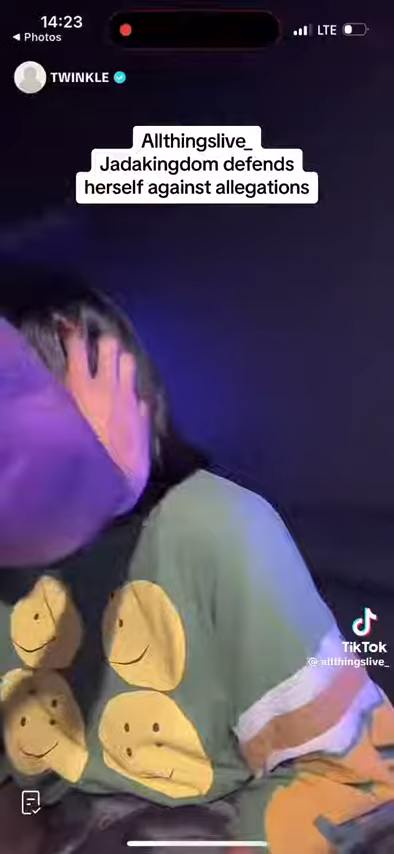 14:23
LTE
◀ Photos
TWINKLE
Allthingslive_
Jadakingdom defends
herself against allegations
TikTok
@allthingslive_